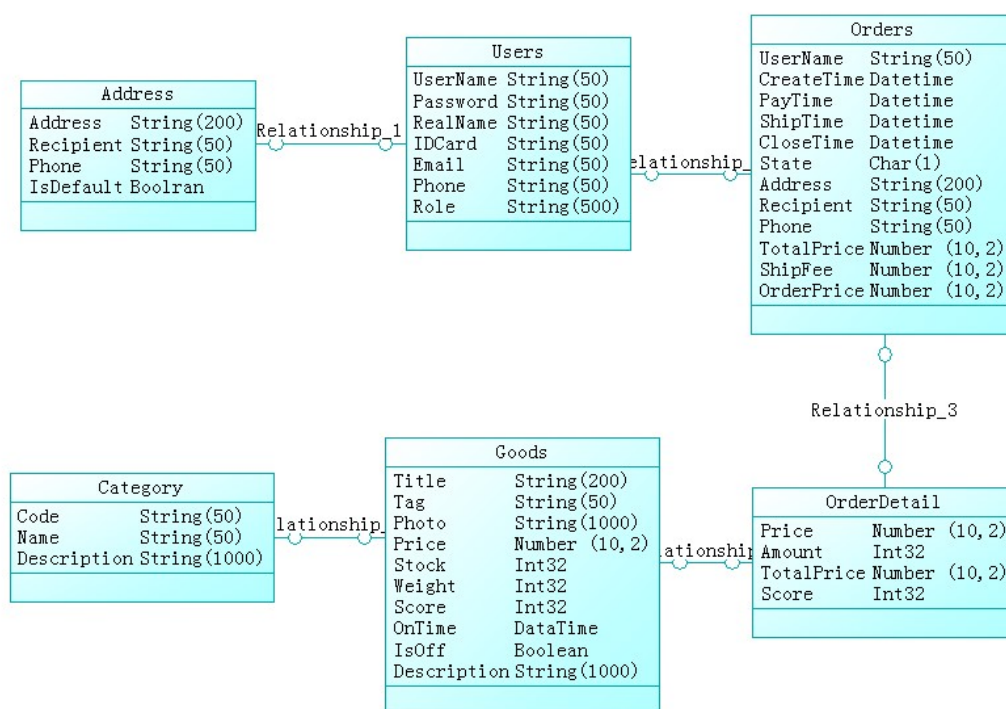 Address
Address String(200)
Recipient String(50)
Phone String(50)
IsDefault Boolran
Relationship_1
Users
UserName String(50)
Password String(50)
RealName String(50)
IDCard String(50)
Email String(50)
Phone String(50)
Role String(500)
elationship_
Orders
UserName String(50)
CreateTime Datetime
PayTime Datetime
ShipTime Datetime
CloseTime Datetime
State Char(1)
Address String(200)
Recipient String(50)
Phone String(50)
TotalPrice Number (10,2)
ShipFee Number (10,2)
OrderPrice Number (10,2)
Relationship_3
Category
Code String(50)
Name String(50)
Description String(1000)
lationship_
Goods
Title String(200)
Tag String(50)
Photo String(1000)
Price Number (10,2)
Stock Int32
Weight Int32
Score Int32
OnTime DataTime
IsOff Boolean
Description String(1000)
ationship
OrderDetail
Price Number (10,2)
Amount Int32
TotalPrice Number (10,2)
Score Int32